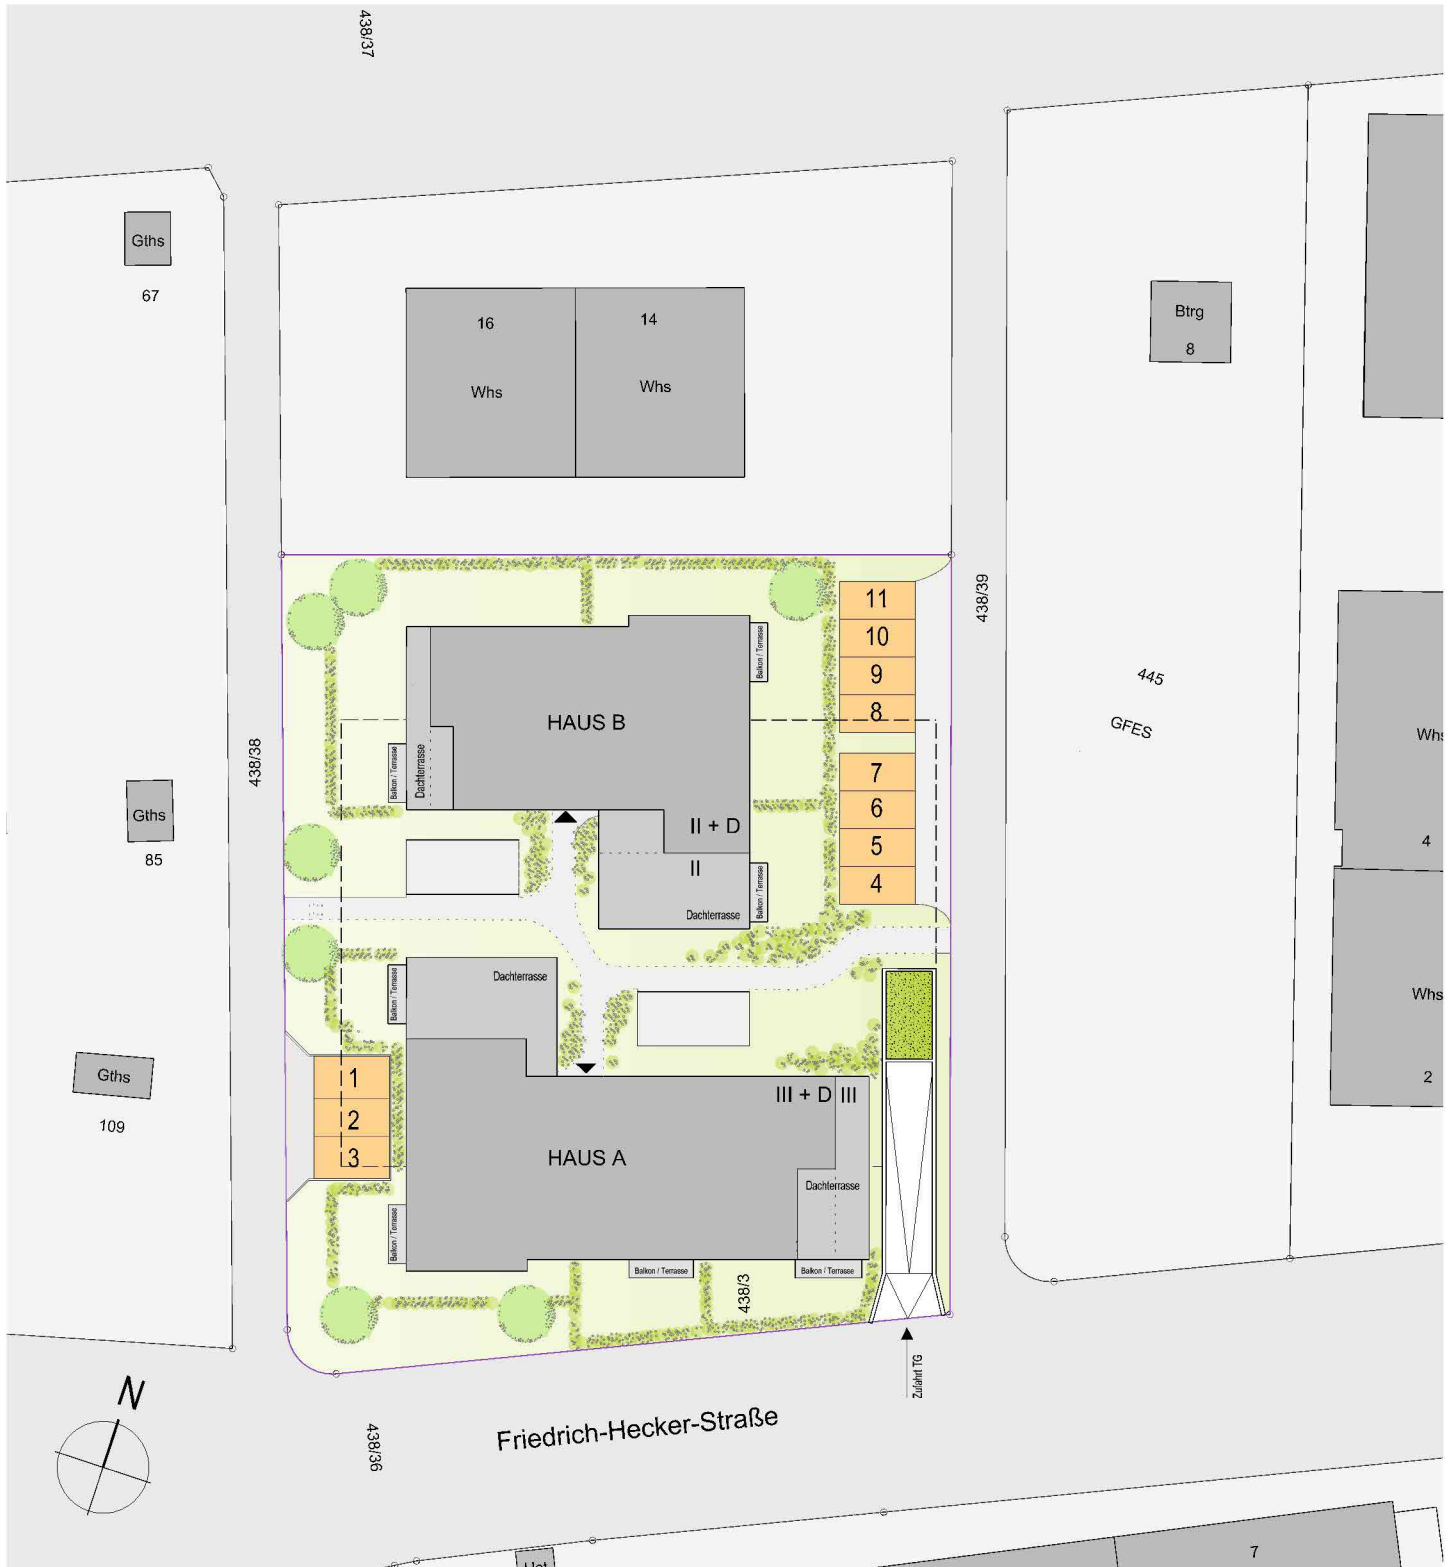 438/37
Gths
67
16
Whs
14
Whs
Btrg
8
11
10
9
8
7
6
5
4
438/39
438/38
445
GFES
Whs
4
Whs
2
Gths
85
Gths
109
HAUS B
Balkon / Terrasse
Balkon / Terrasse
Dachterrasse
II + D
II
Dachterrasse
Balkon / Terrasse
Balkon / Terrasse
Dachterrasse
1
2
3
III + D
III
HAUS A
Dachterrasse
Balkon / Terrasse
Balkon / Terrasse
Balkon / Terrasse
438/3
Zufahrt TG
N
438/36
Friedrich-Hecker-Straße
7